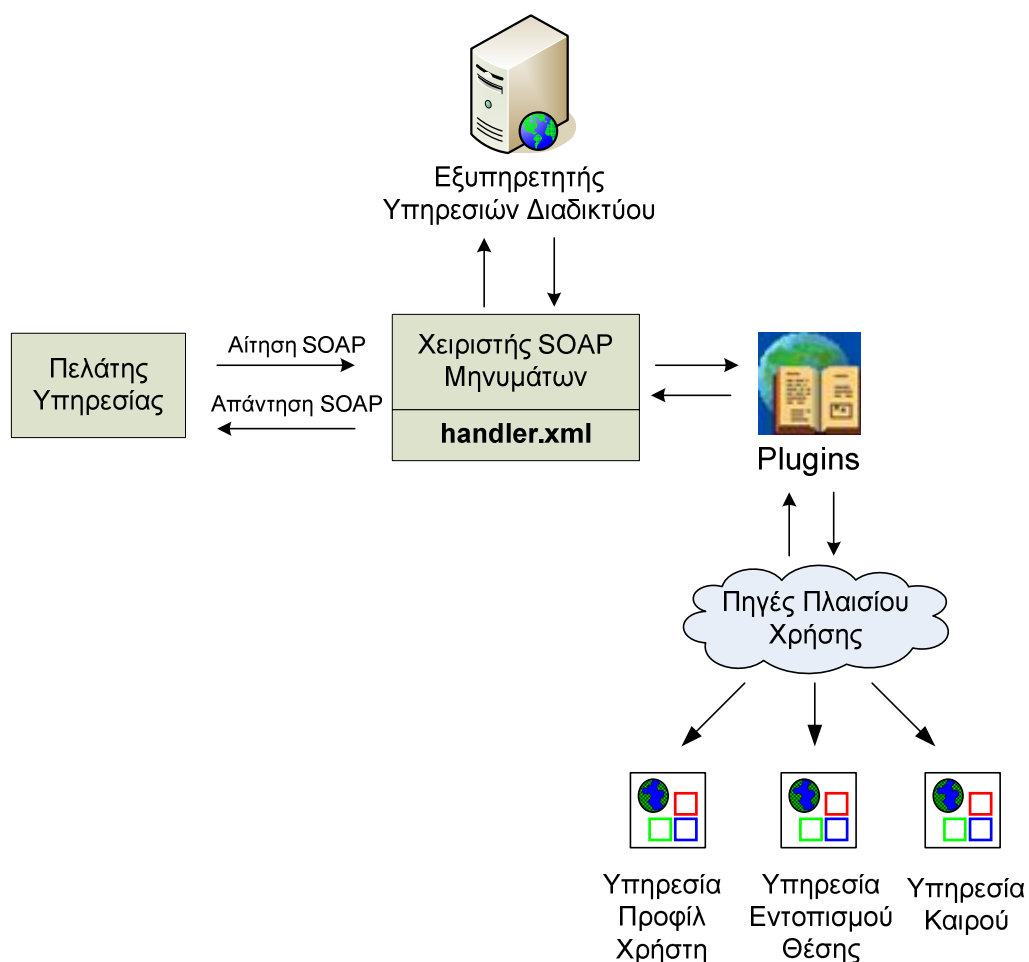 Εξυπηρετητής
Υπηρεσιών Διαδικτύου
Πελάτης
Υπηρεσίας
Αίτηση SOAP
Απάντηση SOAP
Χειριστής SOAP
Μηνυμάτων
handler.xml
Plugins
Πηγές Πλαισίου
Χρήσης
Υπηρεσία
Προφίλ
Χρήστη
Υπηρεσία
Εντοπισμού
Θέσης
Υπηρεσία
Καιρού